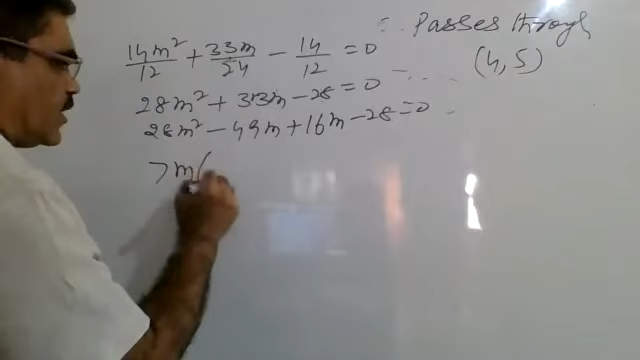 Passes through
(4,5)
14m²/12 + 33m/24 - 14/12 = 0
28m² + 33m - 28 = 0
28m² - 49m + 16m - 28 = 0
7m(